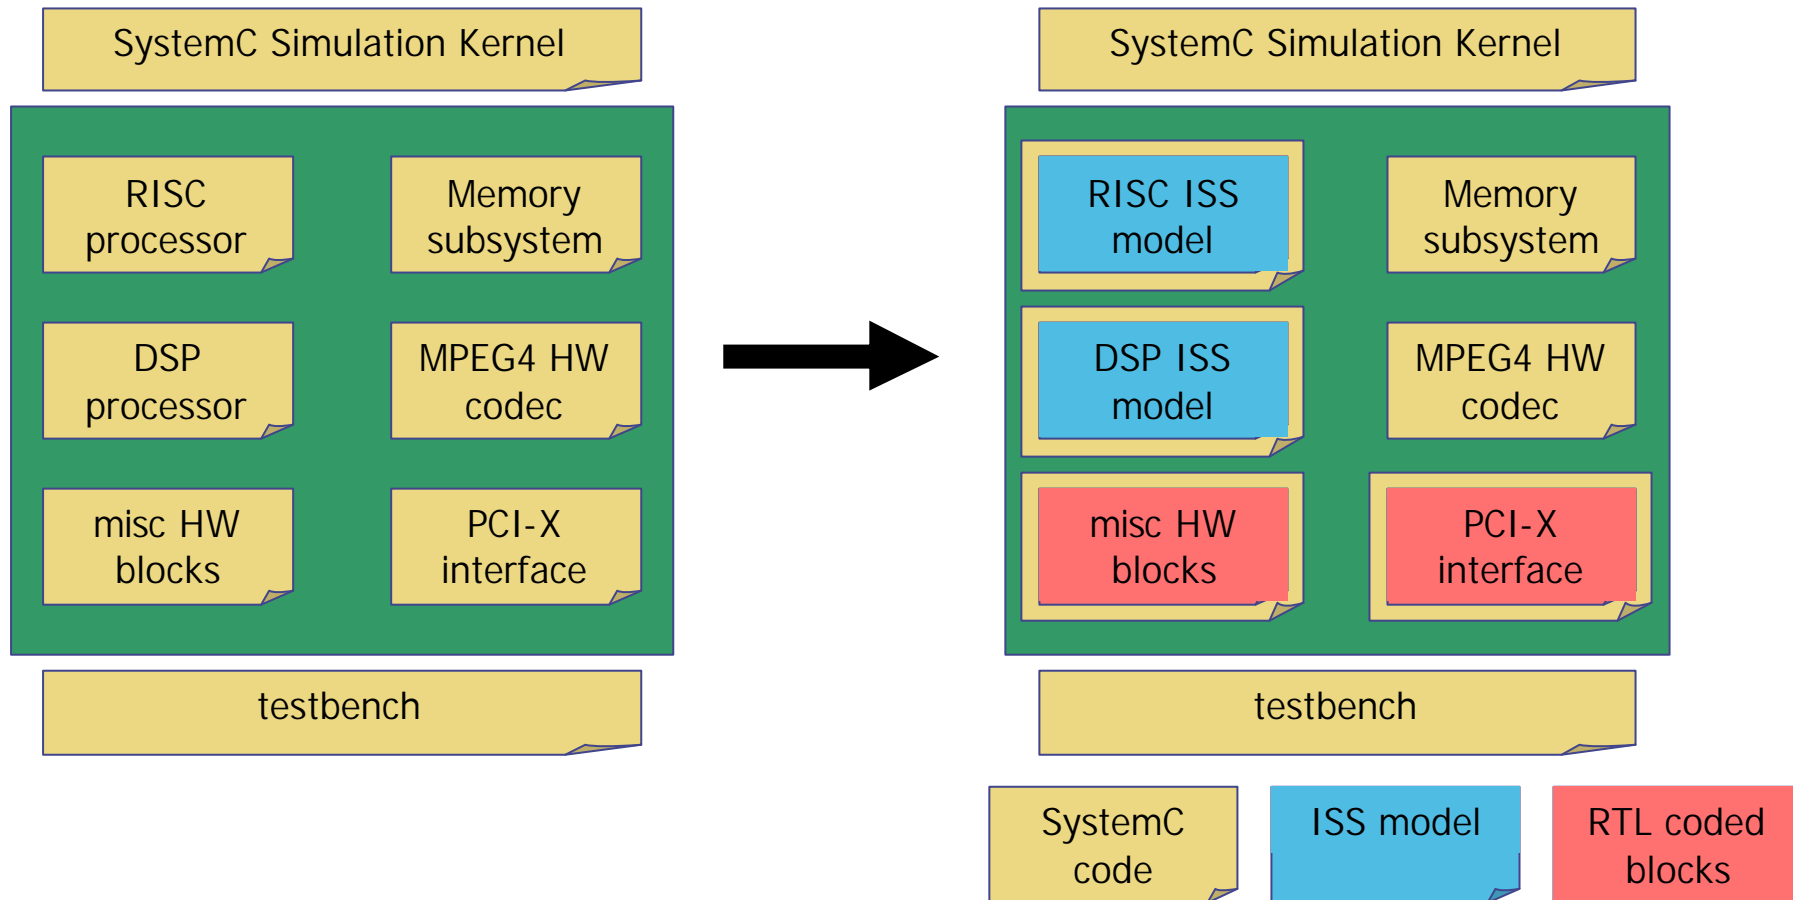 SystemC Simulation Kernel
RISC
processor
Memory
subsystem
DSP
processor
MPEG4 HW
codec
misc HW
blocks
PCI-X
interface
testbench
SystemC Simulation Kernel
RISC ISS
model
Memory
subsystem
DSP ISS
model
MPEG4 HW
codec
misc HW
blocks
PCI-X
interface
testbench
SystemC
code
ISS model
RTL coded
blocks